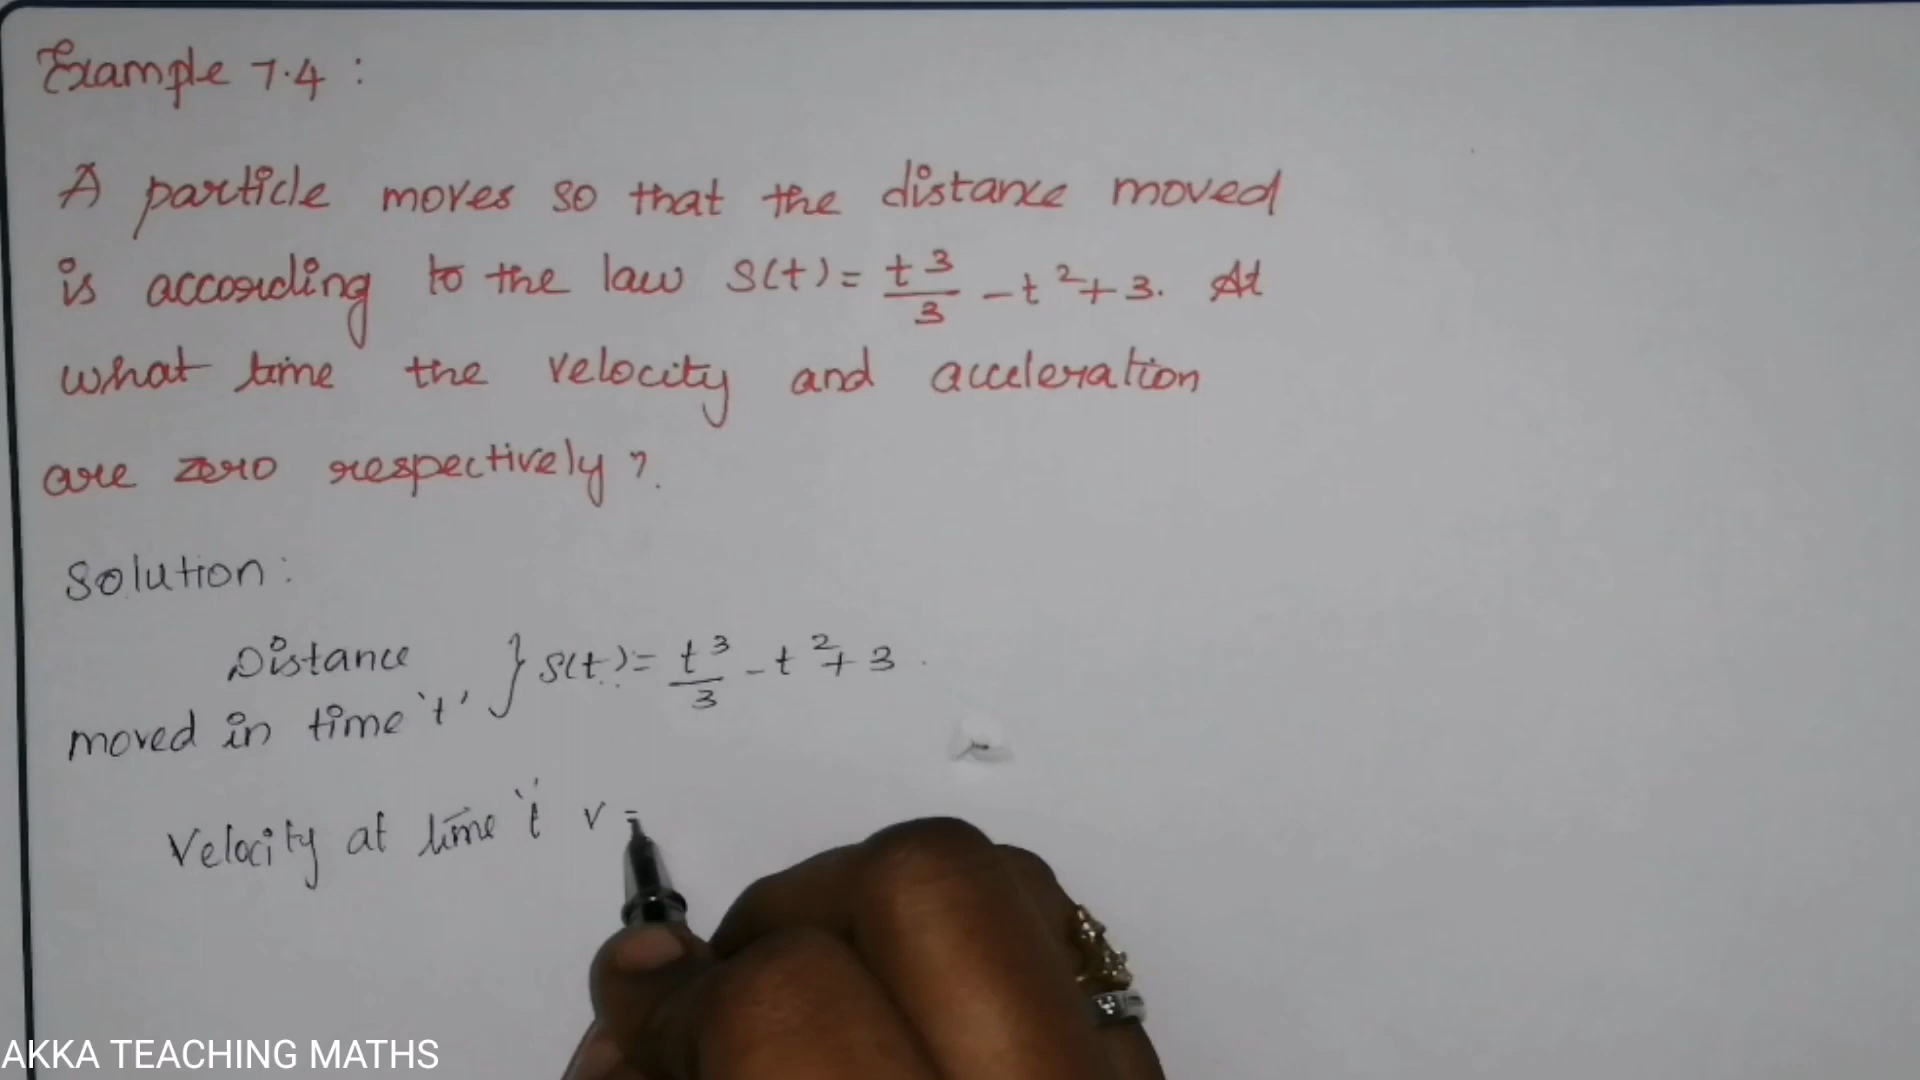 Example 7.4 :
A particle moves so that the distance moved
is according to the law S(t) = t³/3 - t² + 3. At
what time the velocity and acceleration
are zero respectively?
Solution:
Distance
moved in time 't' } S(t) = t³/3 - t² + 3.
Velocity at time 't' v =
AKKA TEACHING MATHS